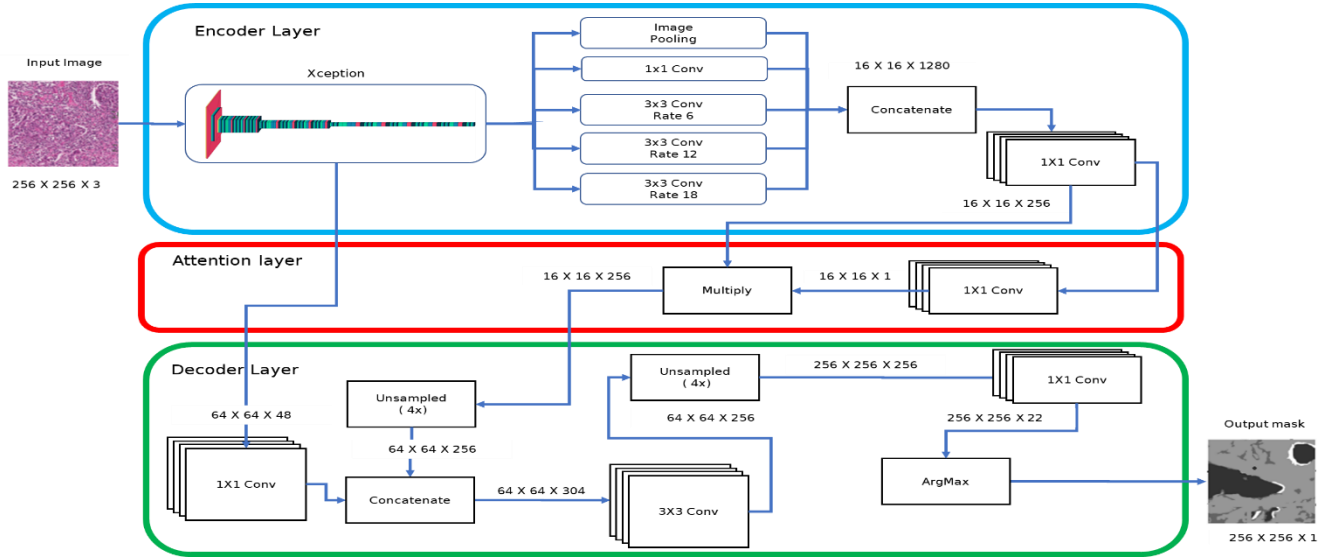 Encoder Layer
Input Image
256 X 256 X 3
Xception
Image
Pooling
1x1 Conv
3x3 Conv
Rate 6
3x3 Conv
Rate 12
3x3 Conv
Rate 18
16 X 16 X 1280
Concatenate
1X1 Conv
16 X 16 X 256
Attention layer
16 X 16 X 256
Multiply
16 X 16 X 1
1X1 Conv
Decoder Layer
64 X 64 X 48
1X1 Conv
Unsampled
( 4x)
64 X 64 X 256
Concatenate
64 X 64 X 304
3X3 Conv
64 X 64 X 256
Unsampled
( 4x)
256 X 256 X 256
1X1 Conv
256 X 256 X 22
ArgMax
Output mask
256 X 256 X 1